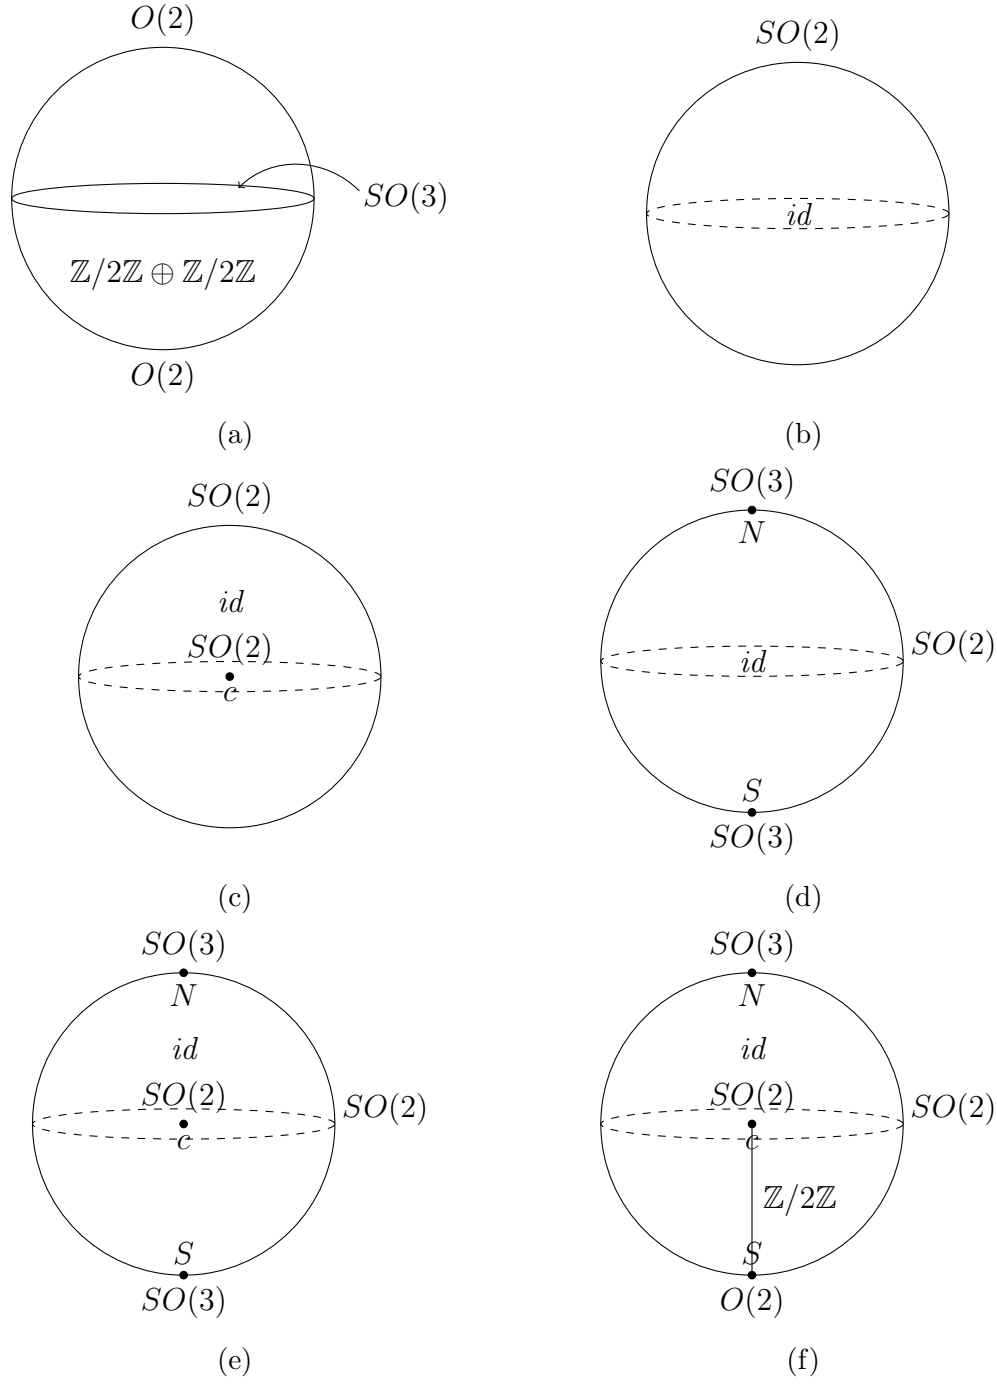 O(2)
SO(3)
ℤ/2ℤ ⊕ ℤ/2ℤ
O(2)
(a)
SO(2)
id
(b)
SO(2)
id
SO(2)
c
(c)
SO(3)
N
SO(2)
id
S
SO(3)
(d)
SO(3)
N
id
SO(2)
SO(2)
c
S
SO(3)
(e)
SO(3)
N
id
SO(2)
SO(2)
c
ℤ/2ℤ
S
O(2)
(f)